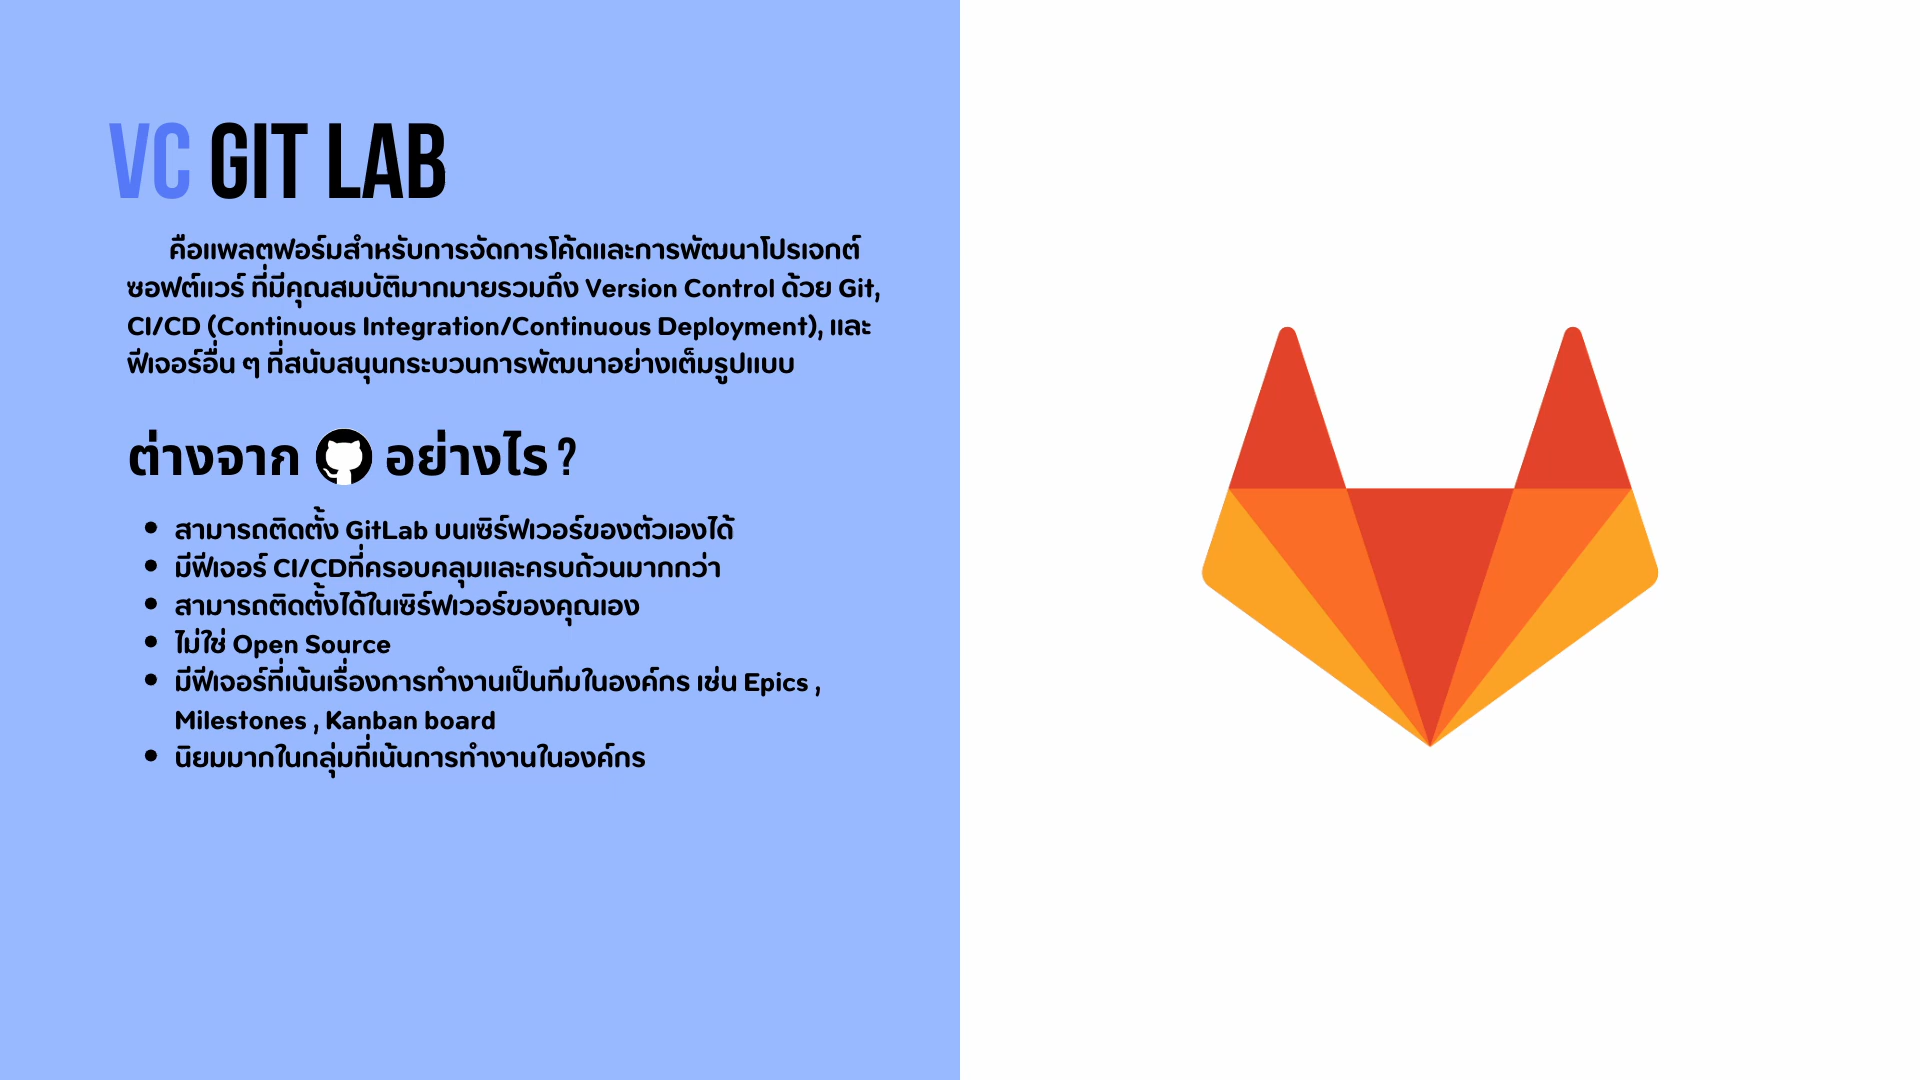 VC GIT LAB
คือแพลตฟอร์มสำหรับการจัดการโค้ดและการพัฒนาโปรเจกต์
ซอฟต์แวร์ ที่มีคุณสมบัติมากมายรวมถึง Version Control ด้วย Git,
CI/CD (Continuous Integration/Continuous Deployment), และ
ฟีเจอร์อื่น ๆ ที่สนับสนุนกระบวนการพัฒนาอย่างเต็มรูปแบบ
ต่างจาก อย่างไร ?
• สามารถติดตั้ง GitLab บนเซิร์ฟเวอร์ของตัวเองได้
• มีฟีเจอร์ CI/CDที่ครอบคลุมและครบถ้วนมากกว่า
• สามารถติดตั้งได้ในเซิร์ฟเวอร์ของคุณเอง
• ไม่ใช่ Open Source
• มีฟีเจอร์ที่เน้นเรื่องการทำงานเป็นทีมในองค์กร เช่น Epics ,
Milestones , Kanban board
• นิยมมากในกลุ่มที่เน้นการทำงานในองค์กร